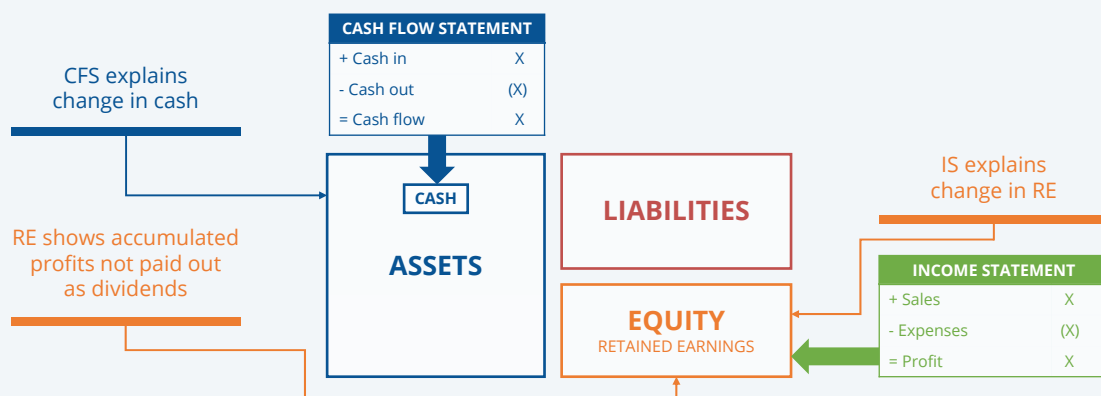 CASH FLOW STATEMENT
+ Cash in X
- Cash out (X)
= Cash flow X
CFS explains
change in cash
CASH
ASSETS
LIABILITIES
IS explains
change in RE
RE shows accumulated
profits not paid out
as dividends
EQUITY
RETAINED EARNINGS
INCOME STATEMENT
+ Sales X
- Expenses (X)
= Profit X